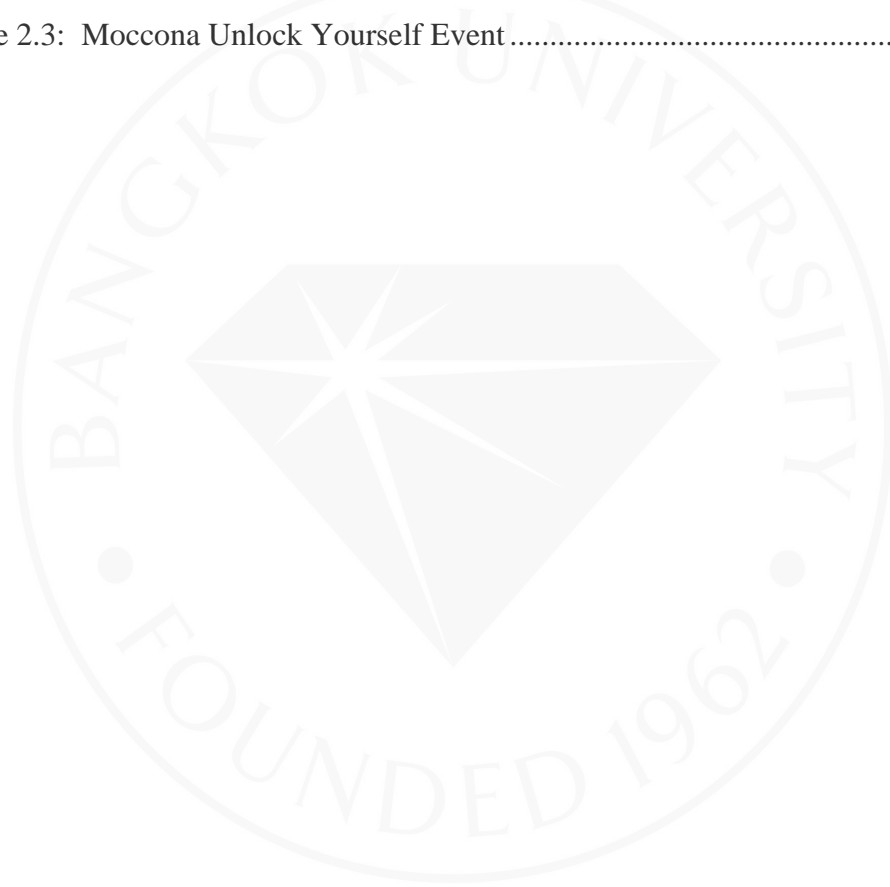 e 2.3: Moccona Unlock Yourself Event ................................................
BANGKOK UNIVERSITY
• FOUNDED 1962 •